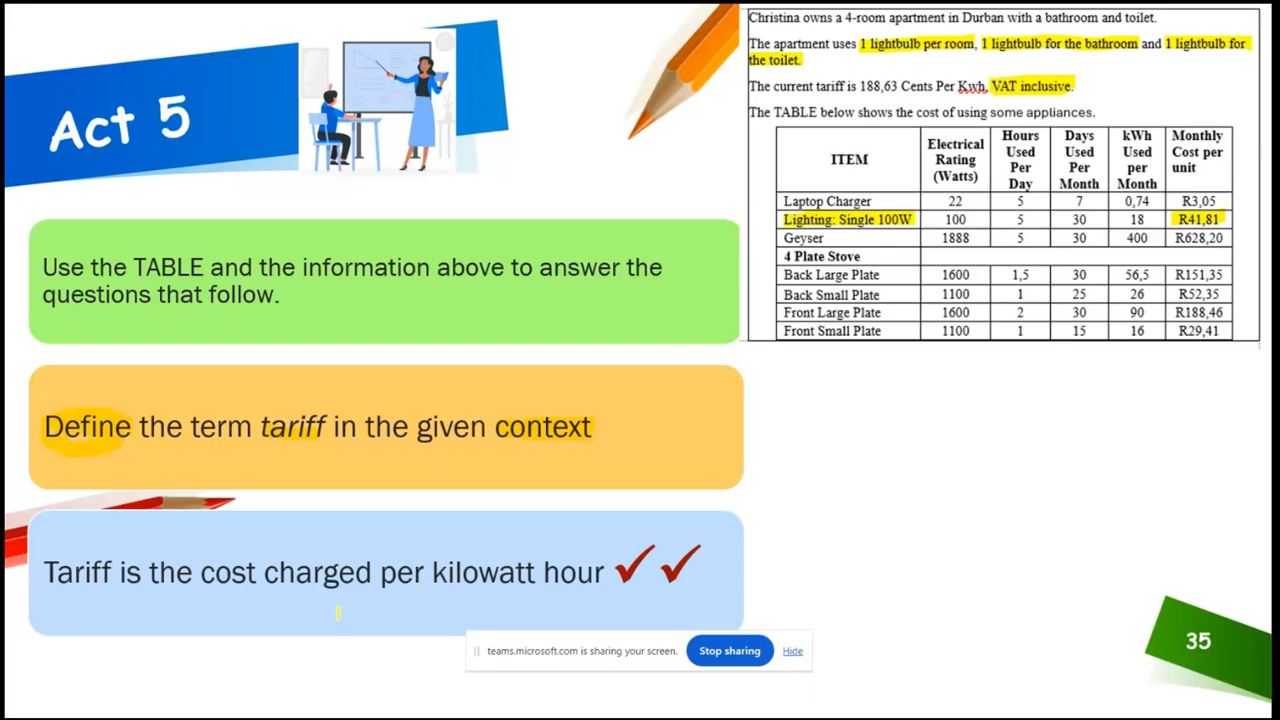 Act 5
Christina owns a 4-room apartment in Durban with a bathroom and toilet.
The apartment uses 1 lightbulb per room, 1 lightbulb for the bathroom and 1 lightbulb for
the toilet.
The current tariff is 188,63 Cents Per Kwh, VAT inclusive.
The TABLE below shows the cost of using some appliances.
ITEM Electrical Rating (Watts) Hours Used Per Day Days Used Per Month kWh Used per Month Monthly Cost per unit
Laptop Charger 22 5 7 0,74 R3,05
Lighting: Single 100W 100 5 30 18 R41,81
Geyser 1888 5 30 400 R628,20
4 Plate Stove
Back Large Plate 1600 1,5 30 56,5 R151,35
Back Small Plate 1100 1 25 26 R52,35
Front Large Plate 1600 2 30 90 R188,46
Front Small Plate 1100 1 15 16 R29,41
Use the TABLE and the information above to answer the
questions that follow.
Define the term tariff in the given context
Tariff is the cost charged per kilowatt hour ✓✓
teams.microsoft.com is sharing your screen. Stop sharing Hide
35